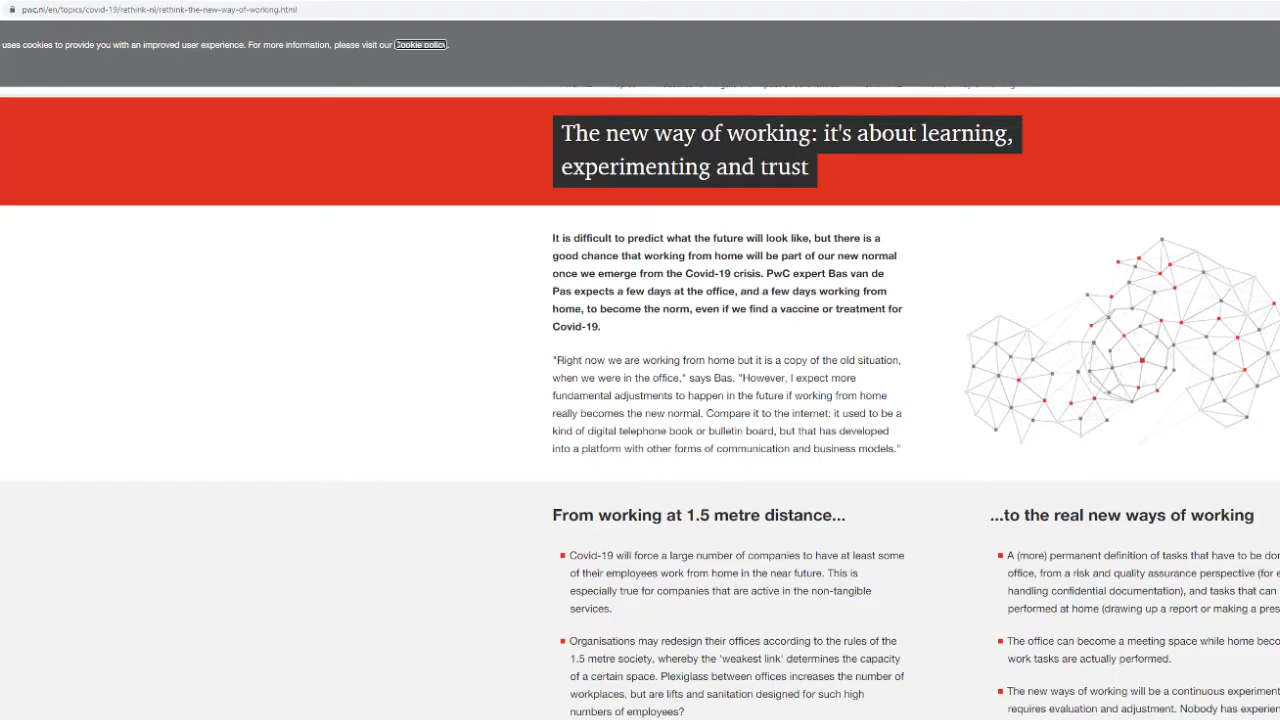 pwc.nl/en/topics/covid-19/rethink-nl/rethink-the-new-way-of-working.html
uses cookies to provide you with an improved user experience. For more information, please visit our Cookie policy.
The new way of working: it's about learning,
experimenting and trust
It is difficult to predict what the future will look like, but there is a
good chance that working from home will be part of our new normal
once we emerge from the Covid-19 crisis. PwC expert Bas van de
Pas expects a few days at the office, and a few days working from
home, to become the norm, even if we find a vaccine or treatment for
Covid-19.
"Right now we are working from home but it is a copy of the old situation,
when we were in the office," says Bas. "However, I expect more
fundamental adjustments to happen in the future if working from home
really becomes the new normal. Compare it to the internet: it used to be a
kind of digital telephone book or bulletin board, but that has developed
into a platform with other forms of communication and business models."
From working at 1.5 metre distance...
Covid-19 will force a large number of companies to have at least some
of their employees work from home in the near future. This is
especially true for companies that are active in the non-tangible
services.
Organisations may redesign their offices according to the rules of the
1.5 metre society, whereby the 'weakest link' determines the capacity
of a certain space. Plexiglass between offices increases the number of
workplaces, but are lifts and sanitation designed for such high
numbers of employees?
...to the real new ways of working
A (more) permanent definition of tasks that have to be
office, from a risk and quality assurance perspective (for
handling confidential documentation), and tasks that can
performed at home (drawing up a report or making a
The office can become a meeting space while home
work tasks are actually performed.
The new ways of working will be a continuous experiment
requires evaluation and adjustment. Nobody has